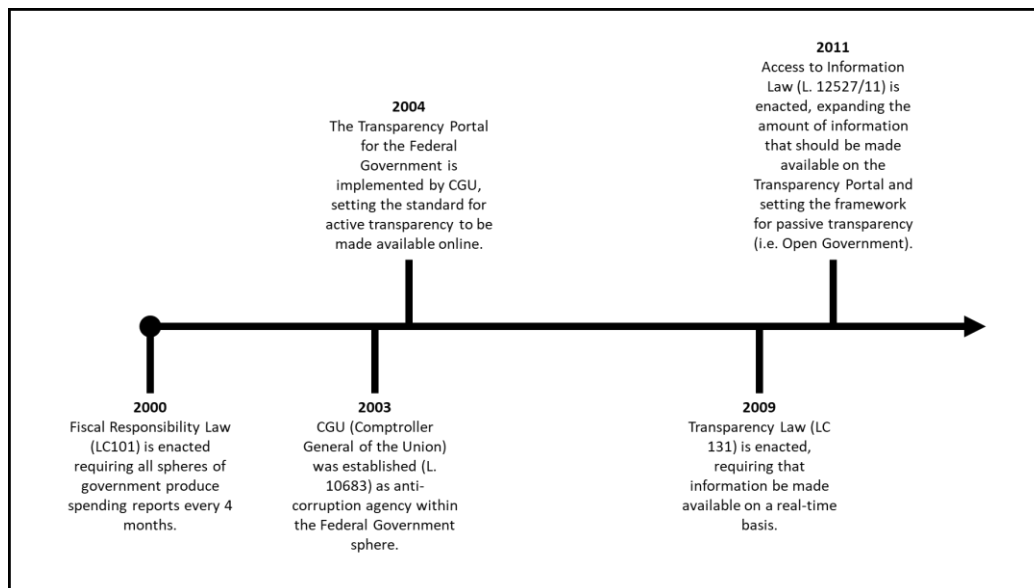 2000
Fiscal Responsibility Law
(LC101) is enacted
requiring all spheres of
government produce
spending reports every 4
months.
2003
CGU (Comptroller
General of the Union)
was established (L.
10683) as anti-
corruption agency within
the Federal Government
sphere.
2004
The Transparency Portal
for the Federal
Government is
implemented by CGU,
setting the standard for
active transparency to be
made available online.
2009
Transparency Law (LC
131) is enacted,
requiring that
information be made
available on a real-time
basis.
2011
Access to Information
Law (L. 12527/11) is
enacted, expanding the
amount of information
that should be made
available on the
Transparency Portal and
setting the framework
for passive transparency
(i.e. Open Government).